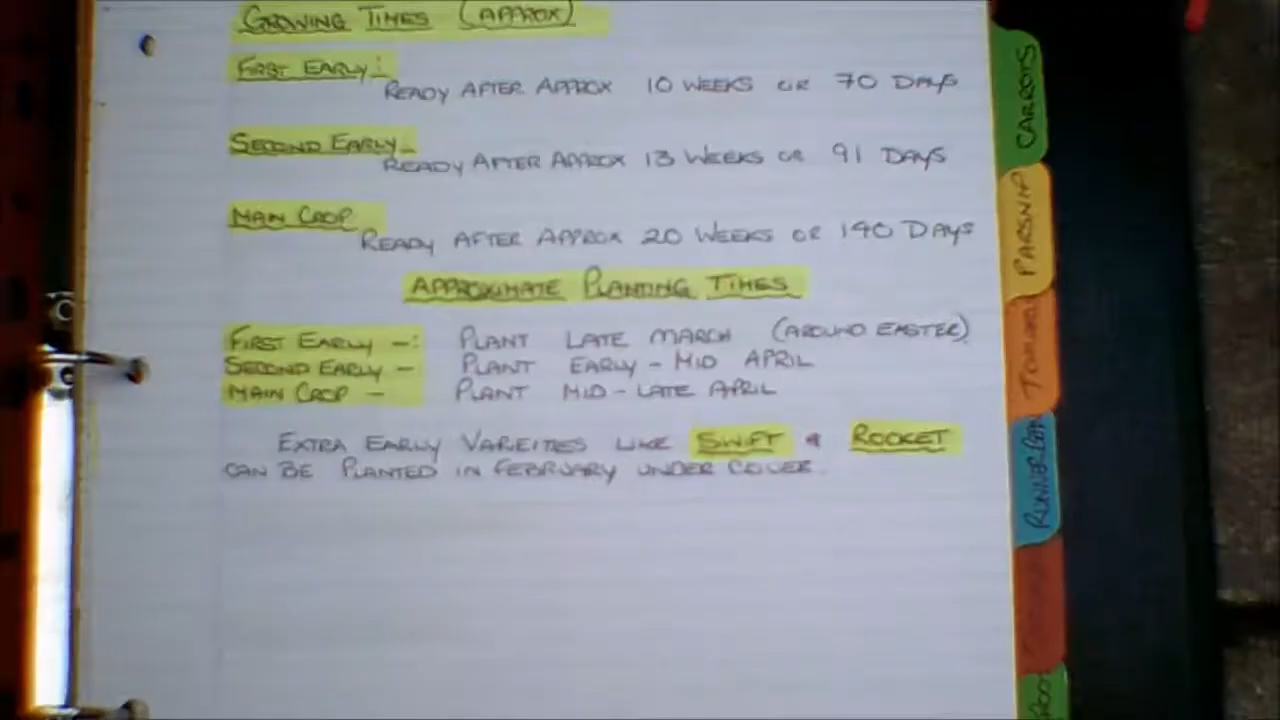 GROWING TIMES (APPROX)
FIRST EARLY:
READY AFTER APPROX 10 WEEKS OR 70 DAYS
SECOND EARLY -
READY AFTER APPROX 13 WEEKS OR 91 DAYS
MAIN CROP
READY AFTER APPROX 20 WEEKS OR 140 DAYS
APPROXIMATE PLANTING TIMES
FIRST EARLY -: PLANT LATE MARCH (AROUND EASTER)
SECOND EARLY - PLANT EARLY - MID APRIL
MAIN CROP - PLANT MID - LATE APRIL
EXTRA EARLY VAREITIES LIKE SWIFT & ROCKET
CAN BE PLANTED IN FEBRUARY UNDER COVER.
CARROTS
PARSNIP
RUNNER